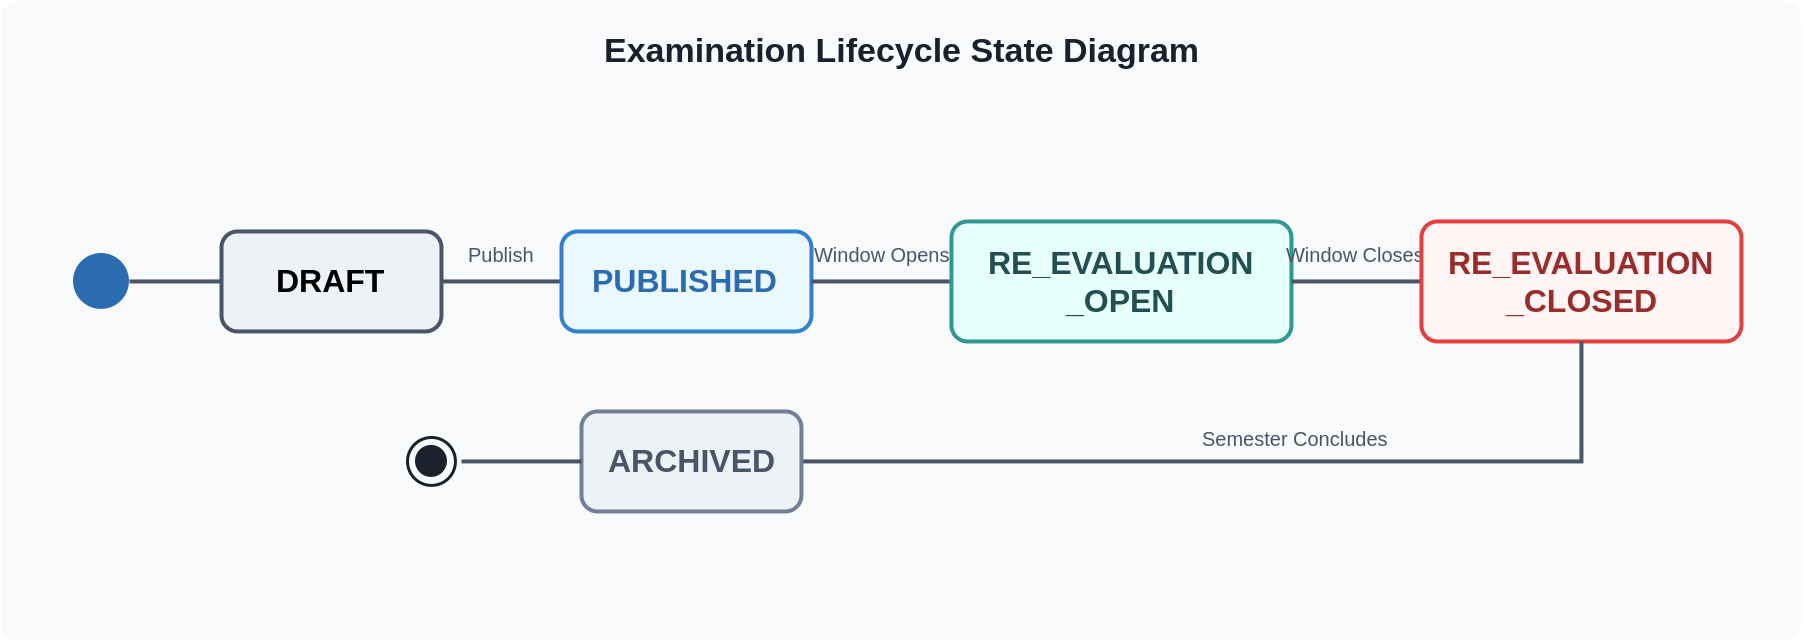 Examination Lifecycle State Diagram
DRAFT
Publish
PUBLISHED
Window Opens
RE_EVALUATION
_OPEN
Window Closes
RE_EVALUATION
_CLOSED
ARCHIVED
Semester Concludes